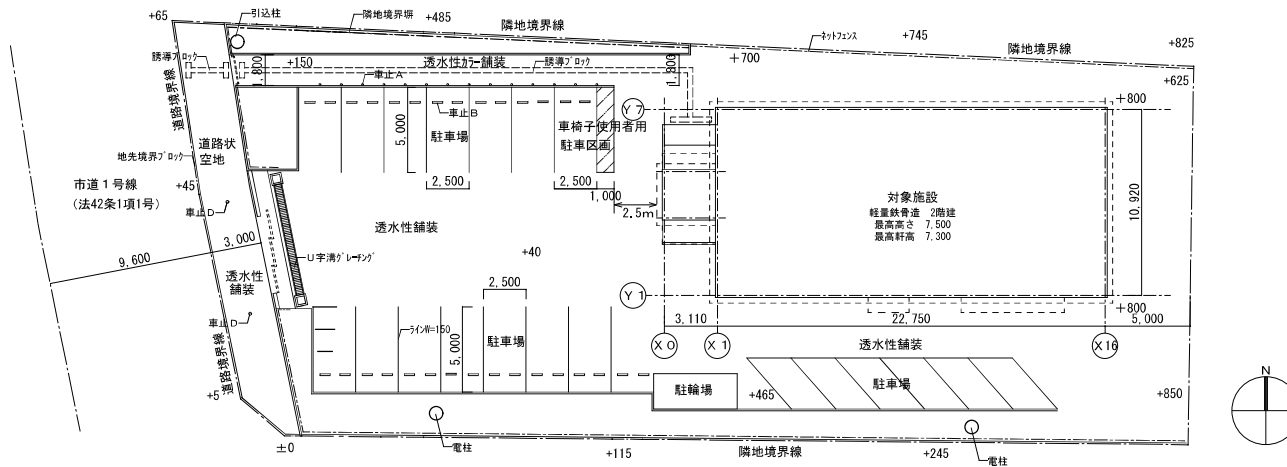 +65
引込柱
隣地境界塀
+485
隣地境界線
ネットフェンス
+745
隣地境界線
+825
誘導ブロック
1,800
+150
透水性カラー舗装
誘導ブロック
1,800
+700
+625
車止A
道路境界線
Y7
+800
車止B
車椅子使用者用
駐車区画
駐車場
5,000
道路状
空地
地先境界ブロック
市道1号線
(法42条1項1号)
+45
車止D
2,500
2,500
1,000
2.5m
対象施設
軽量鉄骨造 2階建
最高高さ 7,500
最高軒高 7,300
10,920
透水性舗装
3,000
9,600
U字溝グレーチング
+40
透水性
舗装
2,500
Y1
+800
車止D
ラインW=150
駐車場
5,000
3,110
22,750
5,000
X0
X1
X16
透水性舗装
道路境界線
+5
駐輪場
+465
駐車場
+850
N
±0
電柱
+115
隣地境界線
+245
電柱